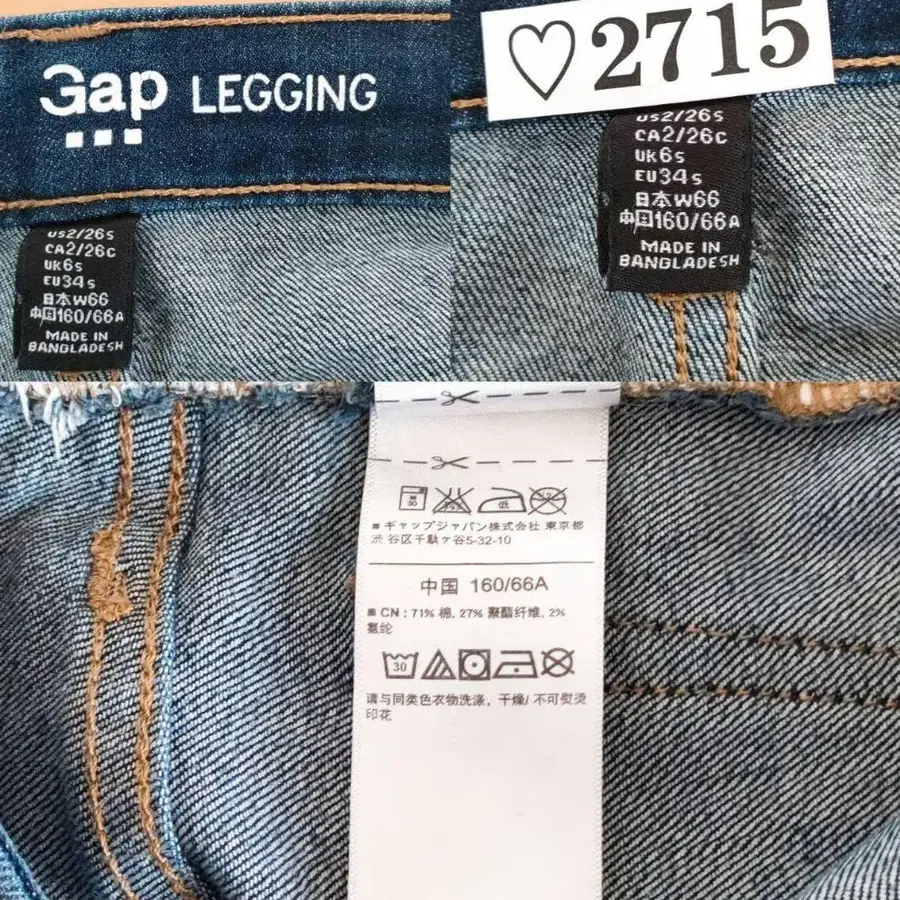 Gap LEGGING
US2/26s
CA2/26c
UK6s
EU34s
日本W66
中国160/66A
MADE IN
BANGLADESH
♡2715
US2/26s
CA2/26c
UK6s
EU34s
日本W66
中国160/66A
MADE IN
BANGLADESH
低
■ギャップジャパン株式会社 東京都
渋谷区千駄ヶ谷5-32-10
中国 160/66A
■ CN : 71% 棉, 27% 聚酯纤维, 2%
氨纶
30
请与同类色衣物洗涤, 干燥/ 不可熨烫
印花